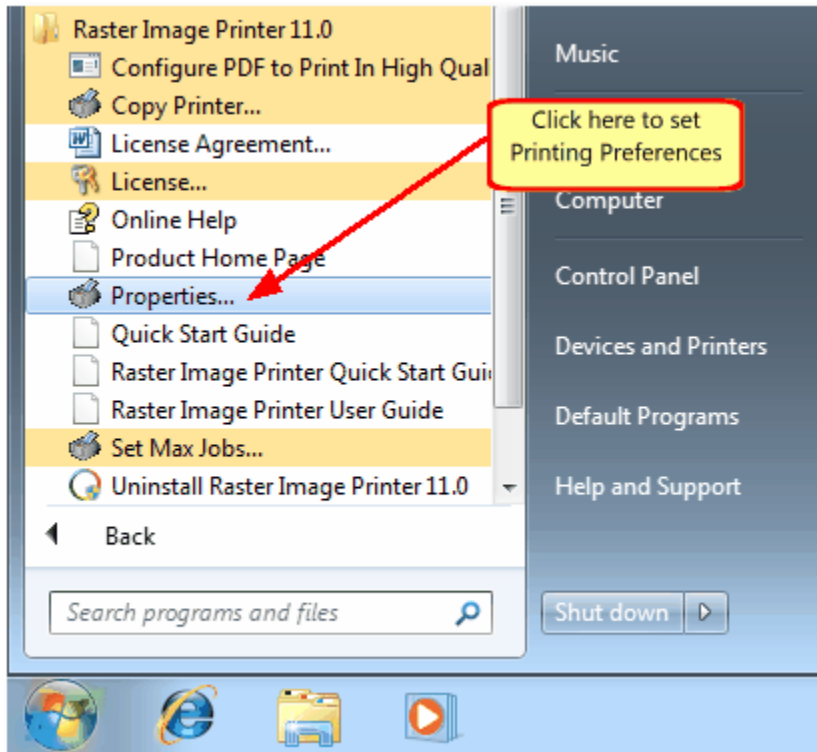 Raster Image Printer 11.0
Configure PDF to Print In High Qual
Copy Printer...
License Agreement...
License...
Online Help
Product Home Page
Properties...
Quick Start Guide
Raster Image Printer Quick Start Gui
Raster Image Printer User Guide
Set Max Jobs...
Uninstall Raster Image Printer 11.0
Back
Search programs and files
Music
Click here to set
Printing Preferences
Computer
Control Panel
Devices and Printers
Default Programs
Help and Support
Shut down